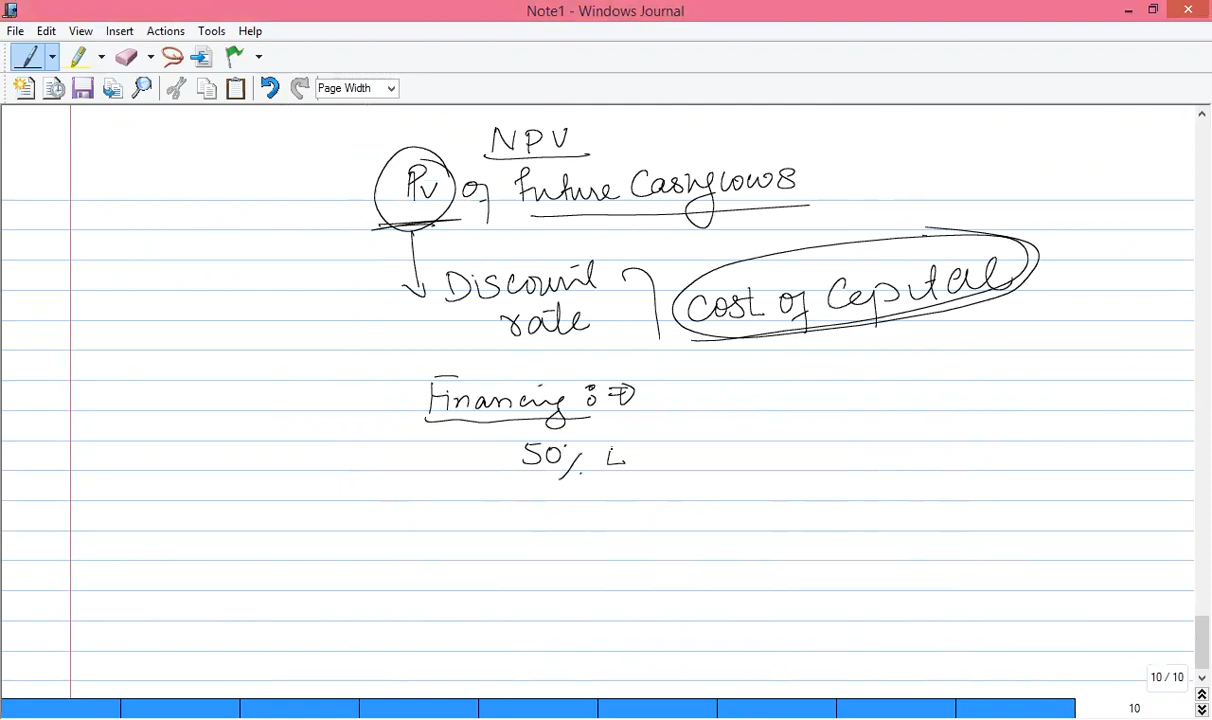 Note1 - Windows Journal
File Edit View Insert Actions Tools Help
Page Width
NPV
PV of Future Cashflows
Discount rate
Cost of Capital
Financing :⇒
50%
10 / 10
10